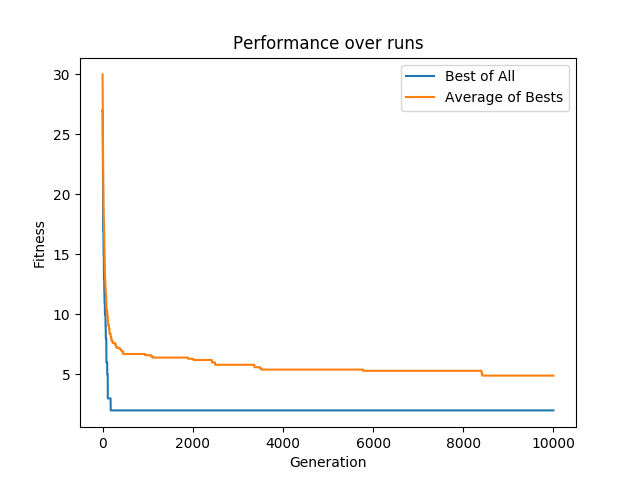 Performance over runs
Best of All
Average of Bests
30
25
20
15
10
5
Fitness
0 2000 4000 6000 8000 10000
Generation